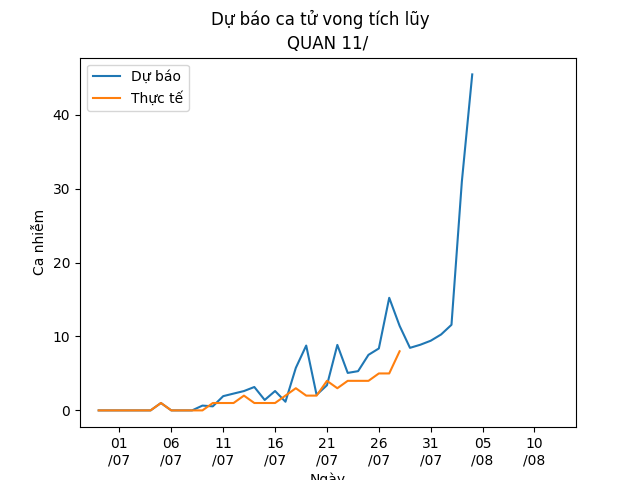 Dự báo ca tử vong tích lũy
QUAN 11/
Dự báo
Thực tế
Ca nhiễm
40
30
20
10
0
01 06 11 16 21 26 31 05 10
/07 /07 /07 /07 /07 /07 /07 /08 /08
Ngày